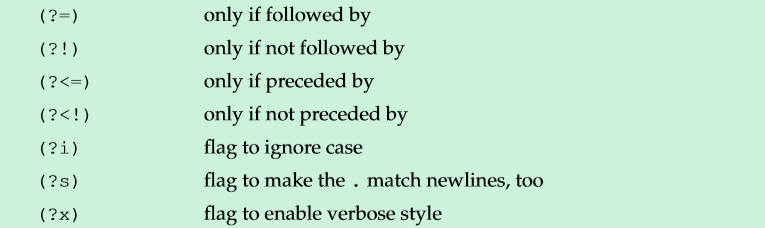 (?=) only if followed by
(?!) only if not followed by
(?<=) only if preceded by
(?<!) only if not preceded by
(?i) flag to ignore case
(?s) flag to make the . match newlines, too
(?x) flag to enable verbose style